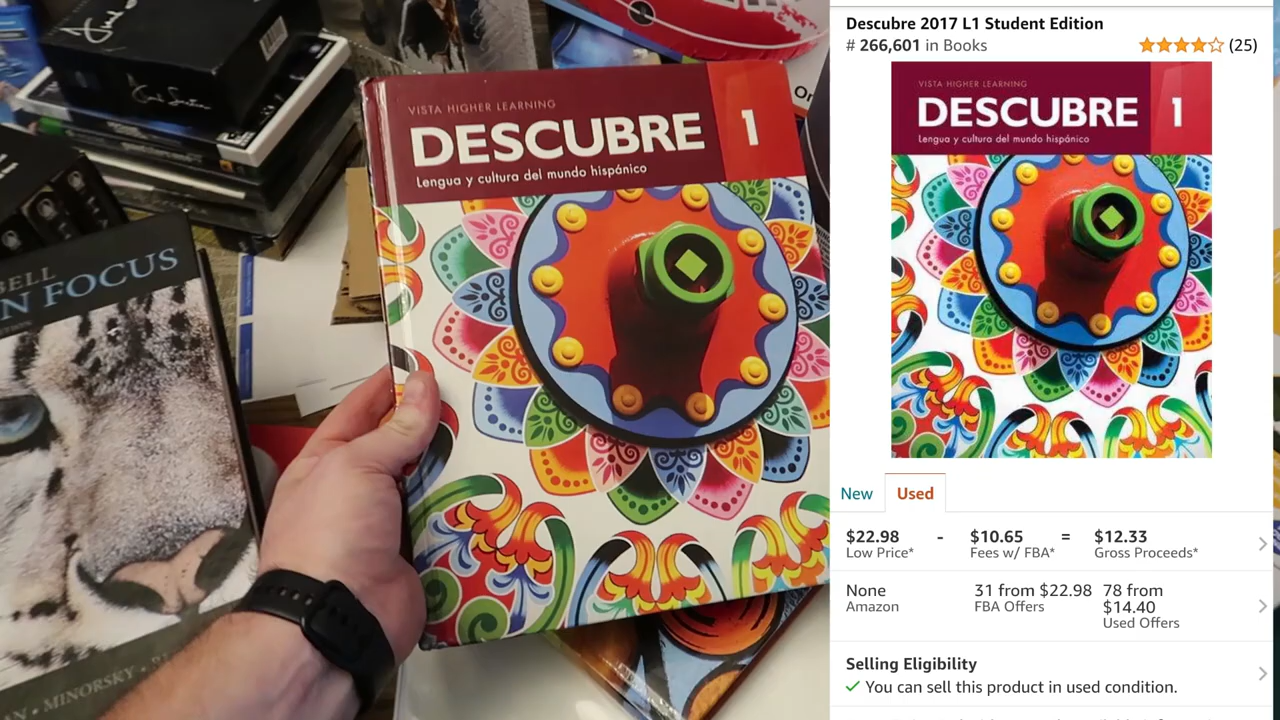 BELL
N FOCUS
MINORSKY
VISTA HIGHER LEARNING
DESCUBRE 1
Lengua y cultura del mundo hispánico
Or
Descubre 2017 L1 Student Edition
# 266,601 in Books
(25)
VISTA HIGHER LEARNING
DESCUBRE 1
Lengua y cultura del mundo hispánico
New Used
$22.98 - $10.65 = $12.33
Low Price* Fees w/ FBA* Gross Proceeds*
None 31 from $22.98 78 from
Amazon FBA Offers $14.40
Used Offers
Selling Eligibility
You can sell this product in used condition.